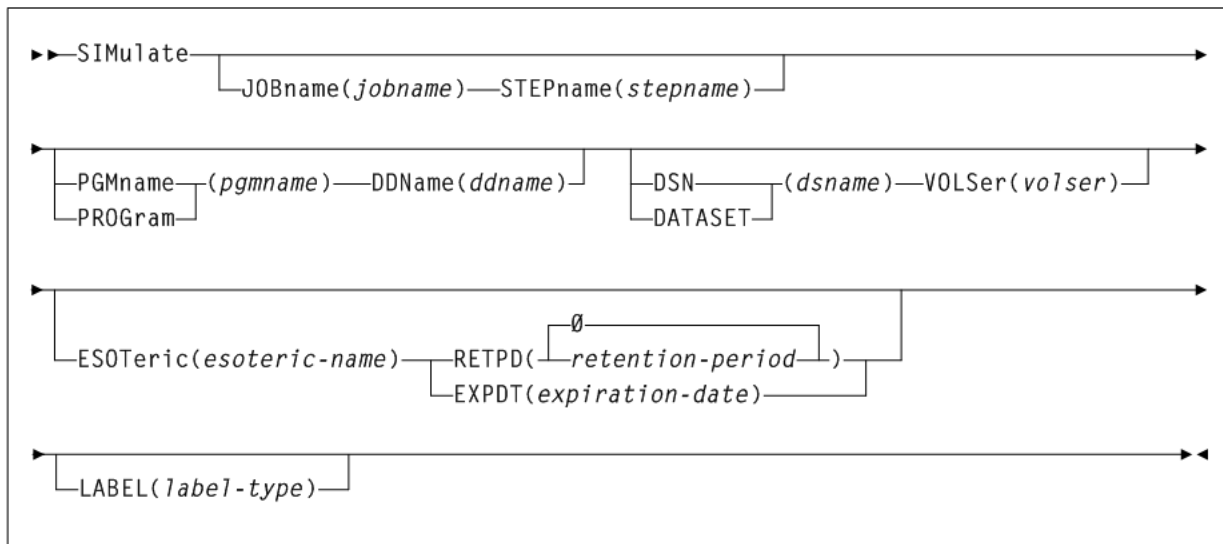 SIMulate
JOBname(jobname) STEPname(stepname)
PGMname (pgmname) DDName(ddname) DSN (dsname) VOLSer(volser)
PROGram DATASET
Ø
ESOTeric(esoteric-name) RETPD( retention-period )
EXPDT(expiration-date)
LABEL(label-type)